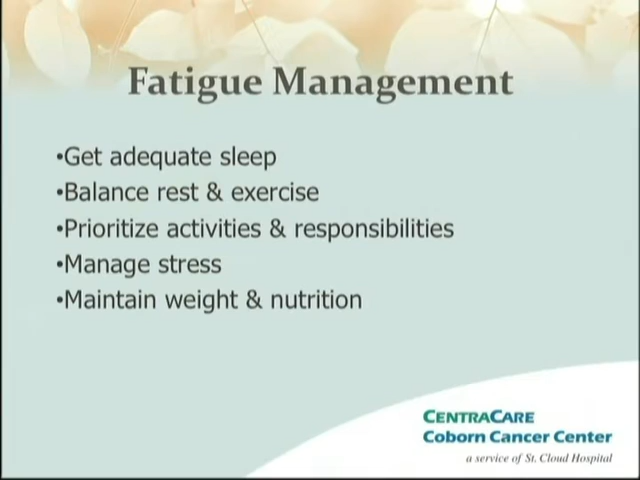 Fatigue Management
•Get adequate sleep
•Balance rest & exercise
•Prioritize activities & responsibilities
•Manage stress
•Maintain weight & nutrition
CENTRACARE
Coborn Cancer Center
a service of St. Cloud Hospital